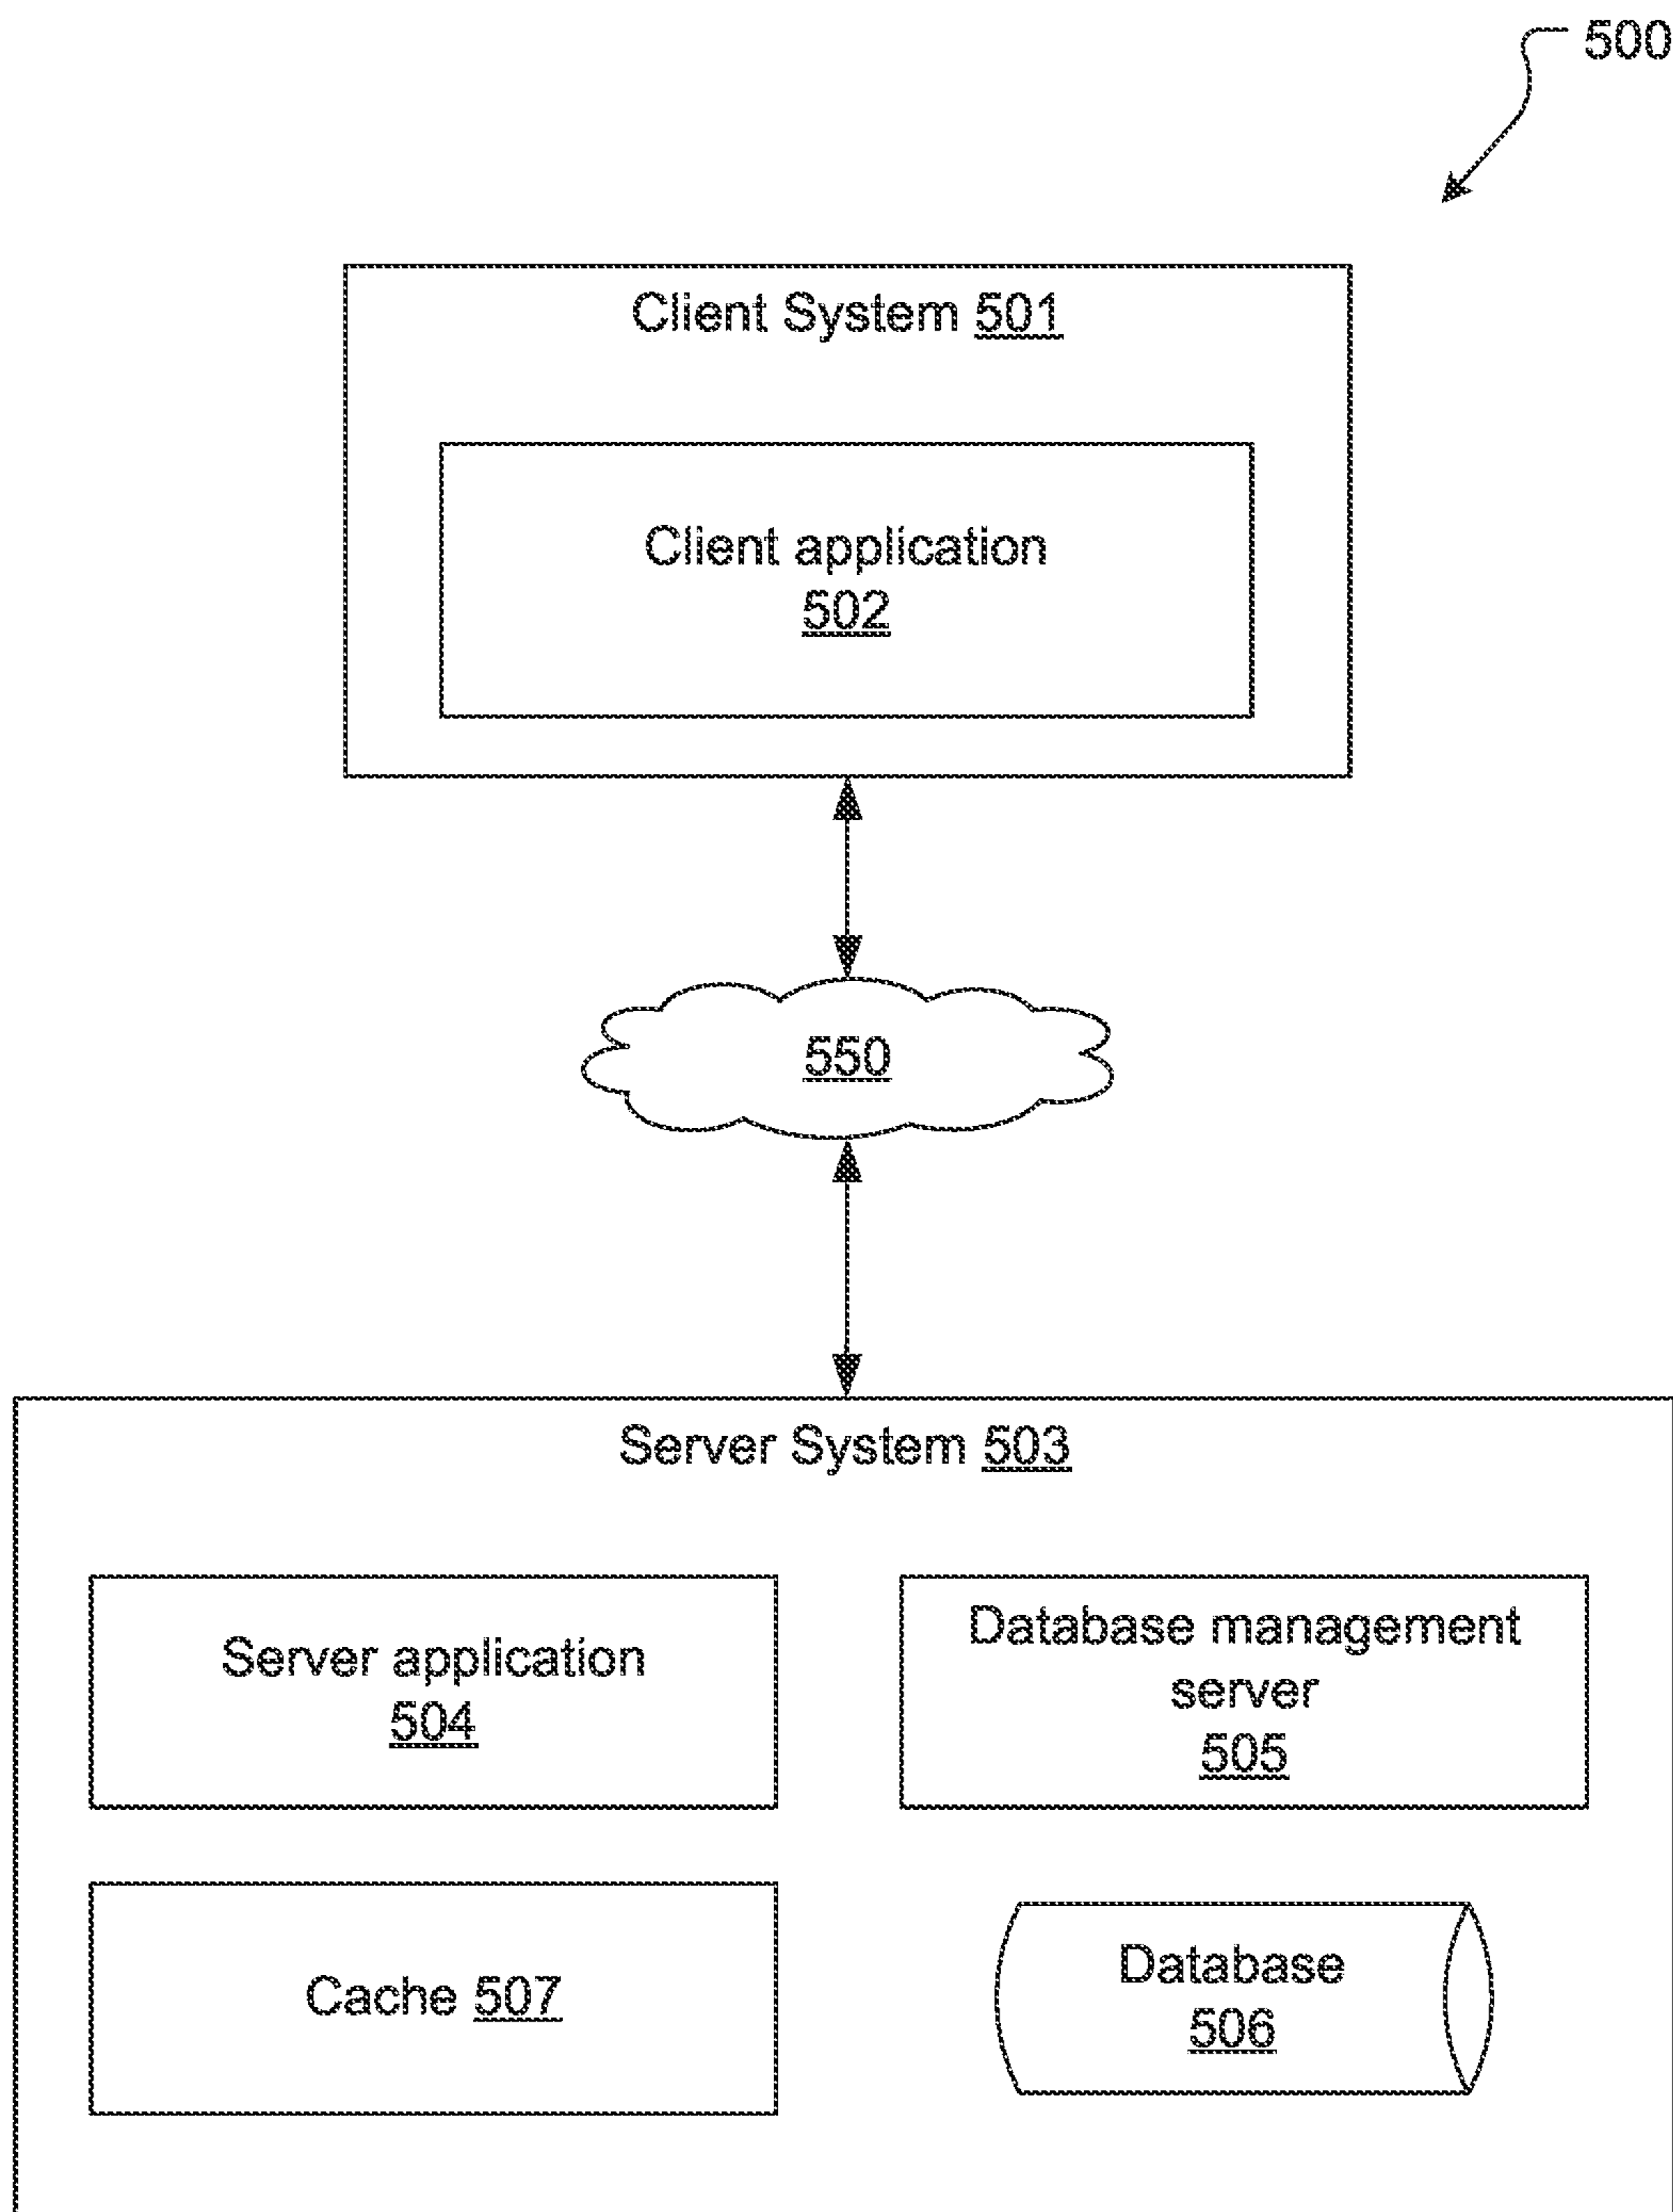 500
Client System 501
Client application
502
550
Server System 503
Server application
504
Database management
server
505
Cache 507
Database
506